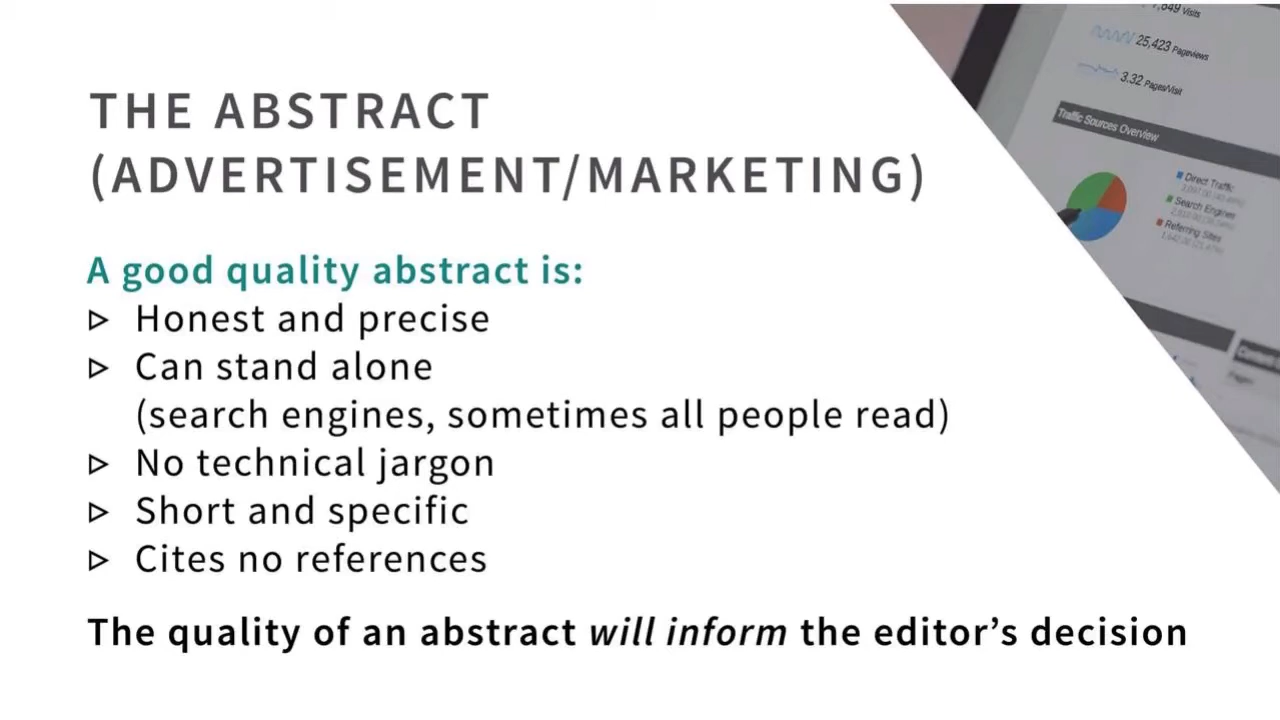 THE ABSTRACT
(ADVERTISEMENT/MARKETING)
A good quality abstract is:
▷ Honest and precise
▷ Can stand alone
(search engines, sometimes all people read)
▷ No technical jargon
▷ Short and specific
▷ Cites no references
The quality of an abstract will inform the editor’s decision
Visits
25,423 Pageviews
3.32 Pages/Visit
Traffic Sources Overview
Direct Traffic
Search Engines
Referring Sites